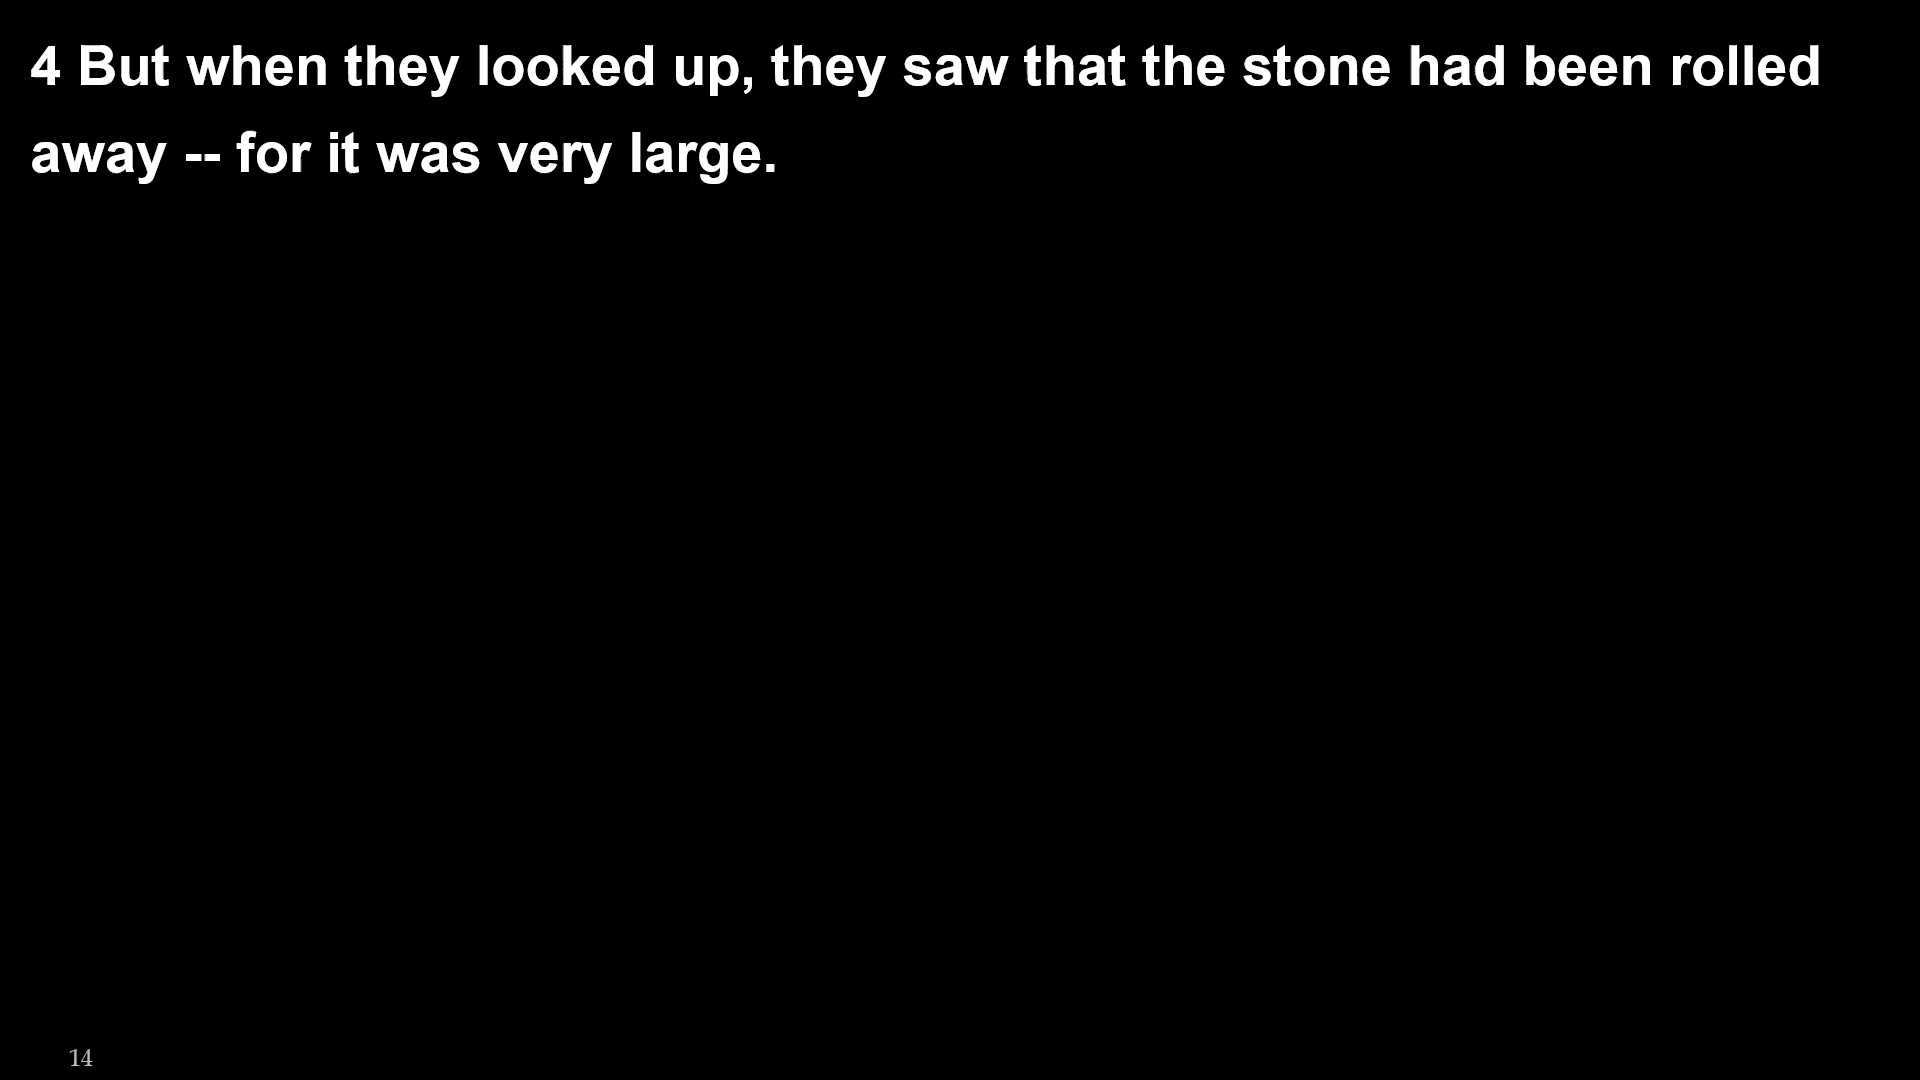 4 But when they looked up, they saw that the stone had been rolled
away -- for it was very large.
14